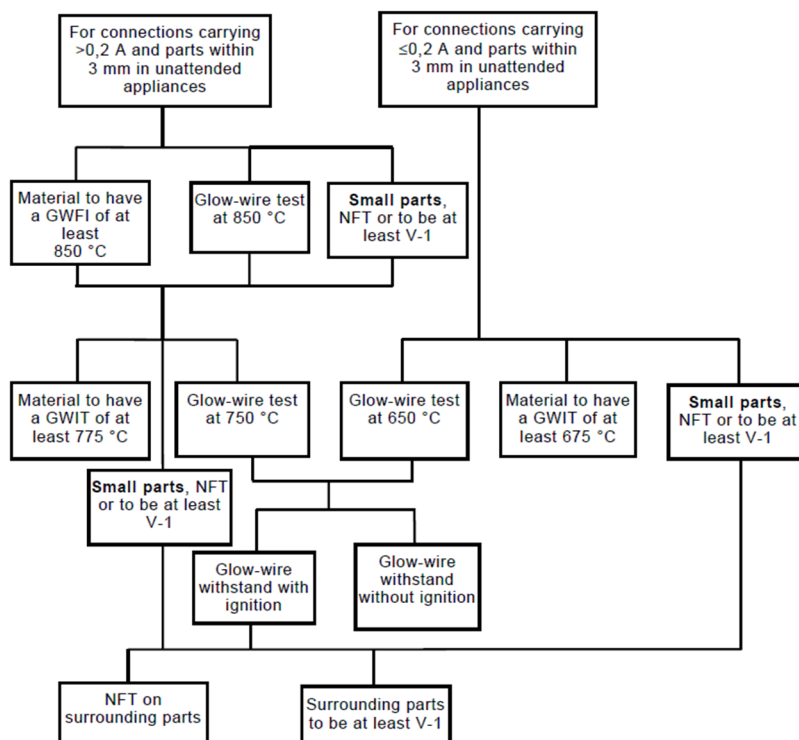 For connections carrying
>0,2 A and parts within
3 mm in unattended
appliances
For connections carrying
≤0,2 A and parts within
3 mm in unattended
appliances
Material to have
a GWFI of at
least
850 °C
Glow-wire test
at 850 °C
Small parts,
NFT or to be at
least V-1
Material to have
a GWIT of at
least 775 °C
Glow-wire test
at 750 °C
Glow-wire test
at 650 °C
Material to have
a GWIT of at
least 675 °C
Small parts,
NFT or to be at
least V-1
Small parts, NFT
or to be at least
V-1
Glow-wire
withstand with
ignition
Glow-wire
withstand
without ignition
NFT on
surrounding parts
Surrounding parts
to be at least V-1